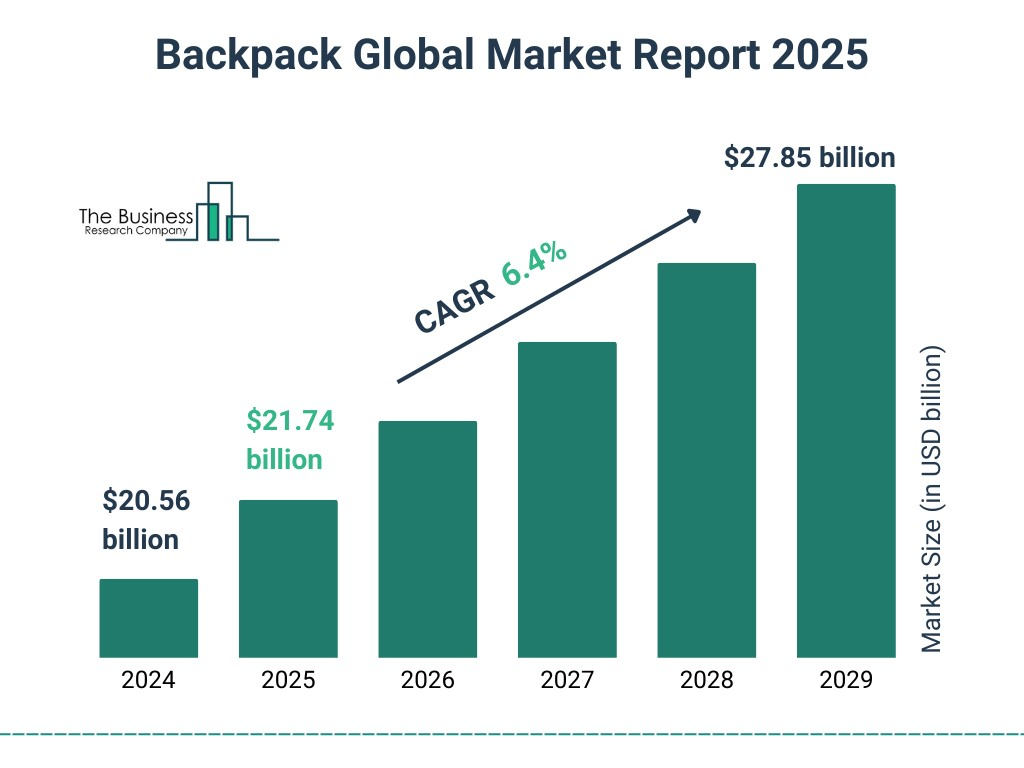 Backpack Global Market Report 2025
$27.85 billion
The Business
Research Company
CAGR 6.4%
$21.74
billion
$20.56
billion
Market Size (in USD billion)
2024 2025 2026 2027 2028 2029